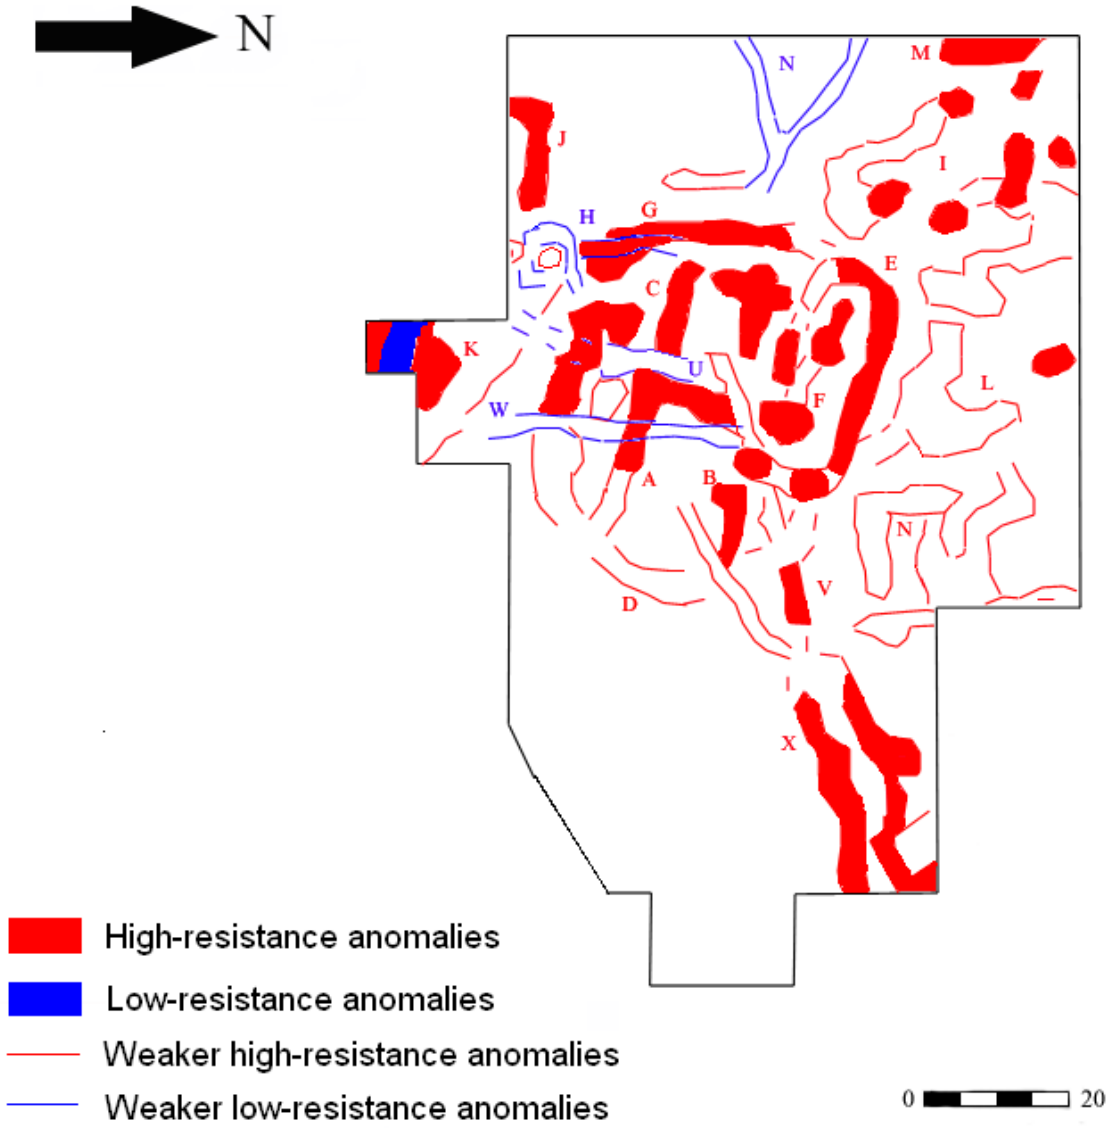 N
M
N
J
I
G
H
E
C
K
U
L
F
W
A
B
N
V
D
X
High-resistance anomalies
Low-resistance anomalies
Weaker high-resistance anomalies
Weaker low-resistance anomalies
0 20